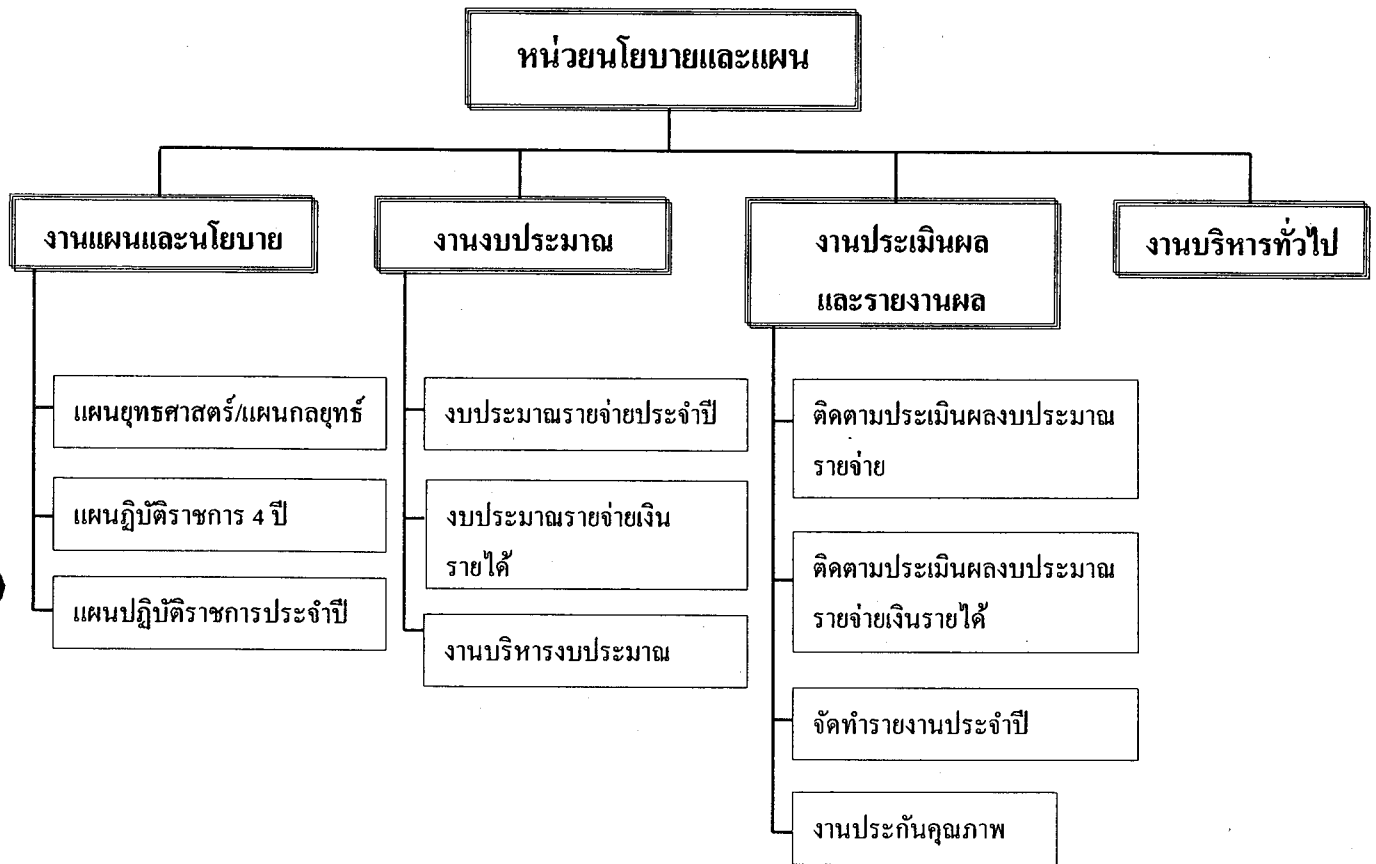 หน่วยนโยบายและแผน
งานแผนและนโยบาย
งานงบประมาณ
งานประเมินผล
และรายงานผล
งานบริหารทั่วไป
แผนยุทธศาสตร์/แผนกลยุทธ์
แผนฏิบัติราชการ 4 ปี
แผนปฏิบัติราชการประจำปี
งบประมาณรายจ่ายประจำปี
งบประมาณรายจ่ายเงิน
รายได้
งานบริหารงบประมาณ
ติดตามประเมินผลงบประมาณ
รายจ่าย
ติดตามประเมินผลงบประมาณ
รายจ่ายเงินรายได้
จัดทำรายงานประจำปี
งานประกันคุณภาพ